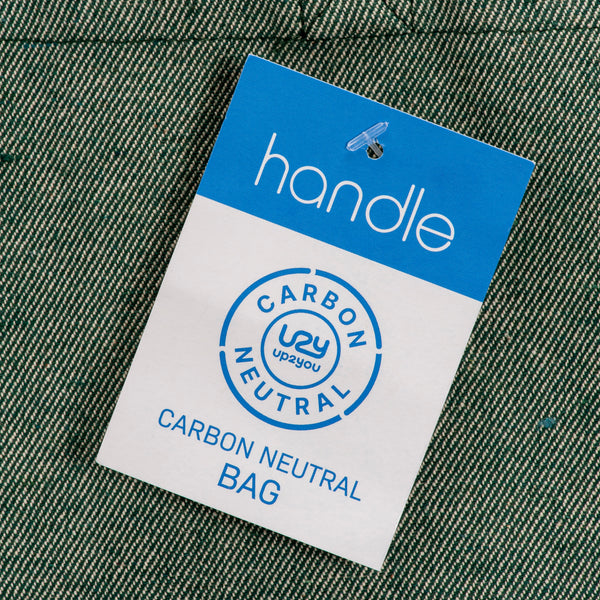 handle
CARBON
u2y
up2you
NEUTRAL
CARBON NEUTRAL
BAG